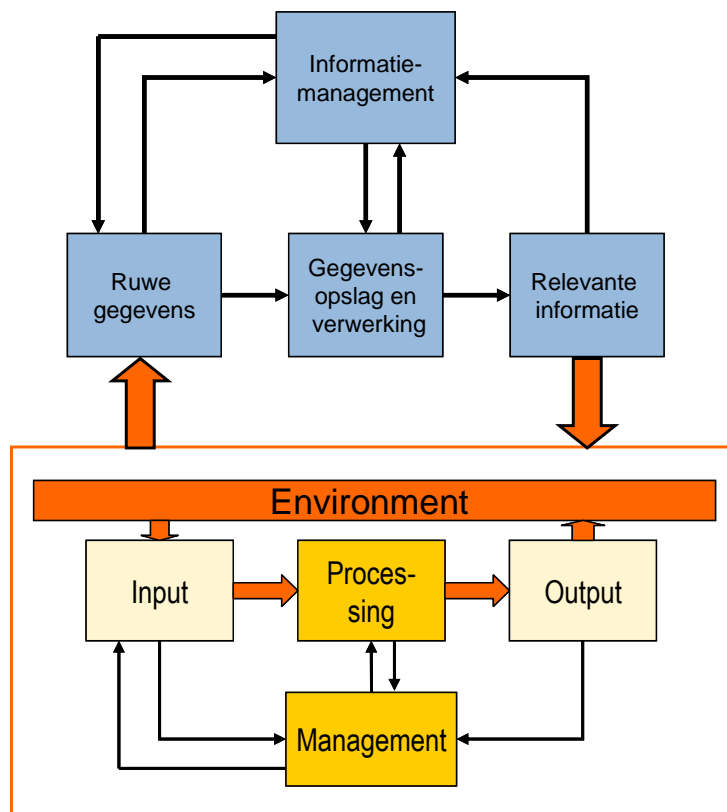 Informatie-
management
Ruwe
gegevens
Gegevens-
opslag en
verwerking
Relevante
informatie
Environment
Input
Proces-
sing
Output
Management